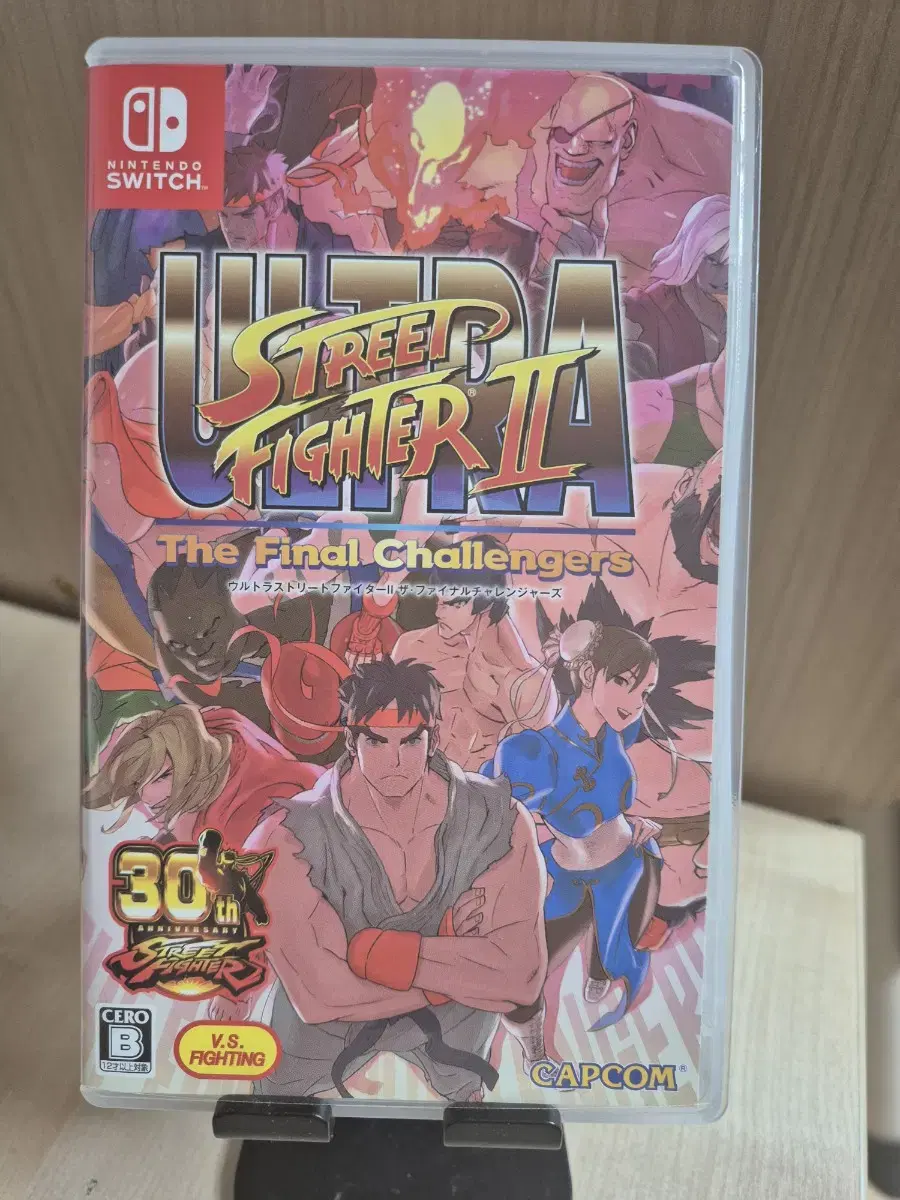 NINTENDO
SWITCH™
ULTRA
STREET
FIGHTER II®
The Final Challengers
ウルトラストリートファイターII ザ・ファイナルチャレンジャーズ
30th
ANNIVERSARY
STREET
FIGHTER
CERO
B
12才以上対象
V.S.
FIGHTING
CAPCOM®